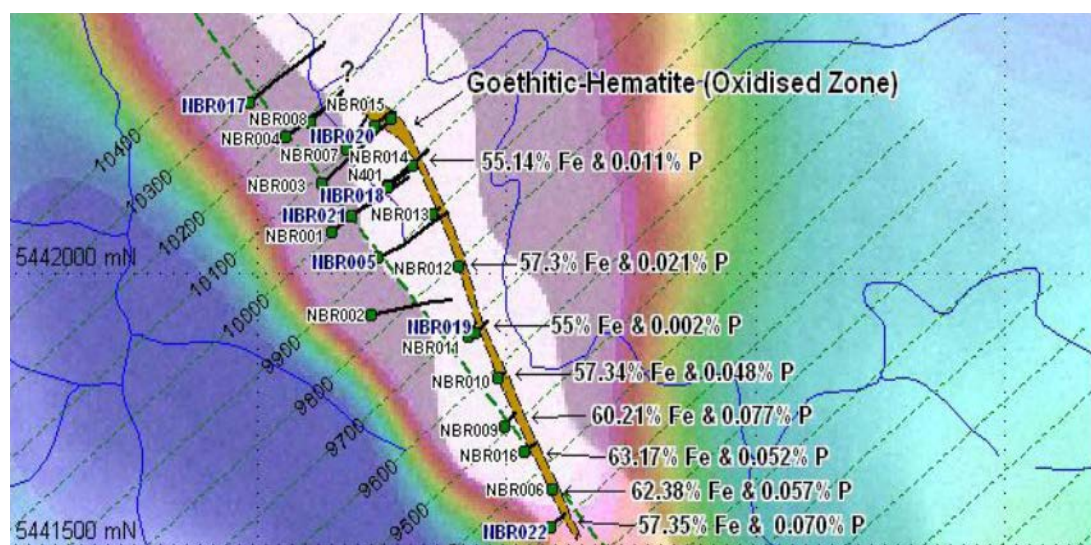 ?
NBR015
Goethitic-Hematite (Oxidised Zone)
NBR017
NBR008
NBR004
NBR020
NBR007
NBR014
55.14% Fe & 0.011% P
N401
NBR003
NBR018
NBR021
NBR013
NBR001
5442000 mN
NBR005
NBR012
57.3% Fe & 0.021% P
NBR002
NBR019
55% Fe & 0.002% P
NBR011
NBR010
57.34% Fe & 0.048% P
60.21% Fe & 0.077% P
NBR009
NBR016
63.17% Fe & 0.052% P
NBR006
62.38% Fe & 0.057% P
5441500 mN
NBR022
57.35% Fe & 0.070% P
10400
10300
10200
10100
10000
9900
9800
9700
9600
9500